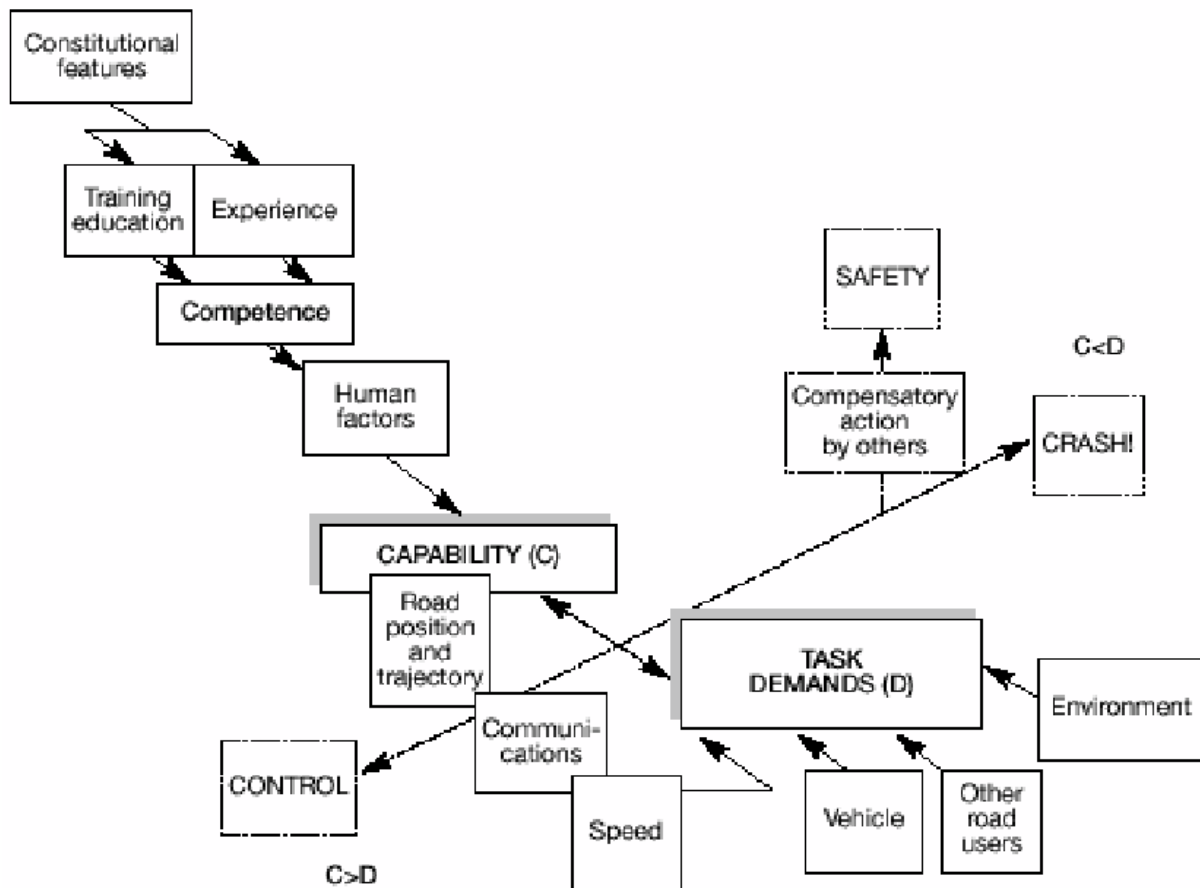 Constitutional
features
Training
education
Experience
Competence
Human
factors
SAFETY
C<D
Compensatory
action
by others
CRASH!
CAPABILITY (C)
Road
position
and
trajectory
TASK
DEMANDS (D)
Environment
Communi-
cations
CONTROL
Speed
Vehicle
Other
road
users
C>D